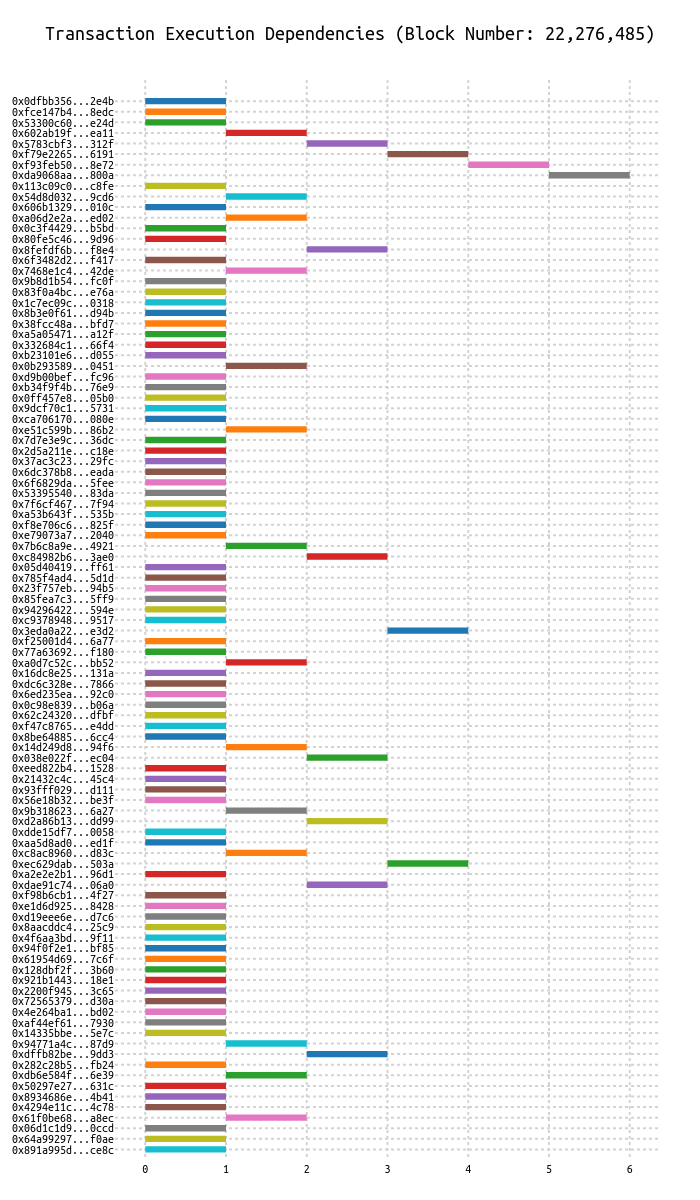 Transaction Execution Dependencies (Block Number: 22,276,485)
0x0dfbb356...2e4b
0xfce147b4...8edc
0x53300c60...e24d
0x602ab19f...ea11
0x5783cbf3...312f
0xf79e2265...6191
0xf93feb50...8e72
0xda9068aa...800a
0x113c09c0...c8fe
0x54d8d032...9cd6
0x606b1329...010c
0xa06d2e2a...ed02
0x0c3f4429...b5bd
0x80fe5c46...9d96
0x8fefdf6b...f8e4
0x6f3482d2...f417
0x7468e1c4...42de
0x9b8d1b54...fc0f
0x83f0a4bc...e76a
0x1c7ec09c...0318
0x8b3e0f61...d94b
0x38fcc48a...bfd7
0xa5a05471...a12f
0x332684c1...66f4
0xb23101e6...d055
0x0b293589...0451
0xd9b00bef...fc96
0xb34f9f4b...76e9
0x0ff457e8...05b0
0x9dcf70c1...5731
0xca706170...080e
0xe51c599b...86b2
0x7d7e3e9c...36dc
0x2d5a211e...c18e
0x37ac3c23...29fc
0x6dc378b8...eada
0x6f6829da...5fee
0x53395540...83da
0x7f6cf467...7f94
0xa53b643f...535b
0xf8e706c6...825f
0xe79073a7...2040
0x7b6c8a9e...4921
0xc84982b6...3ae0
0x05d40419...ff61
0x785f4ad4...5d1d
0x23f757eb...94b5
0x85fea7c3...5ff9
0x94296422...594e
0xc9378948...9517
0x3eda0a22...e3d2
0xf25001d4...6a77
0x77a63692...f180
0xa0d7c52c...bb52
0x16dc8e25...131a
0xdc6c328e...7866
0x6ed235ea...92c0
0x0c98e839...b06a
0x62c24320...dfbf
0xf47c8765...e4dd
0x8be64885...6cc4
0x14d249d8...94f6
0x038e022f...ec04
0xeed822b4...1528
0x21432c4c...45c4
0x93fff029...d111
0x56e18b32...be3f
0x9b318623...6a27
0xd2a86b13...dd99
0xdde15df7...0058
0xaa5d8ad0...ed1f
0xc8ac8960...d83c
0xec629dab...503a
0xa2e2e2b1...96d1
0xdae91c74...06a0
0xf98b6cb1...4f27
0xe1d6d925...8428
0xd19eee6e...d7c6
0x8aacddc4...25c9
0x4f6aa3bd...9f11
0x94f0f2e1...bf85
0x61954d69...7c6f
0x128dbf2f...3b60
0x921b1443...18e1
0x2200f945...3c65
0x72565379...d30a
0x4e264ba1...bd02
0xaf44ef61...7930
0x14335bbe...5e7c
0x94771a4c...87d9
0xdffb82be...9dd3
0x282c28b5...fb24
0xdb6e584f...6e39
0x50297e27...631c
0x8934686e...4b41
0x4294e11c...4c78
0x61f0be68...a8ec
0x06d1c1d9...0ccd
0x64a99297...f0ae
0x891a995d...ce8c
0 1 2 3 4 5 6